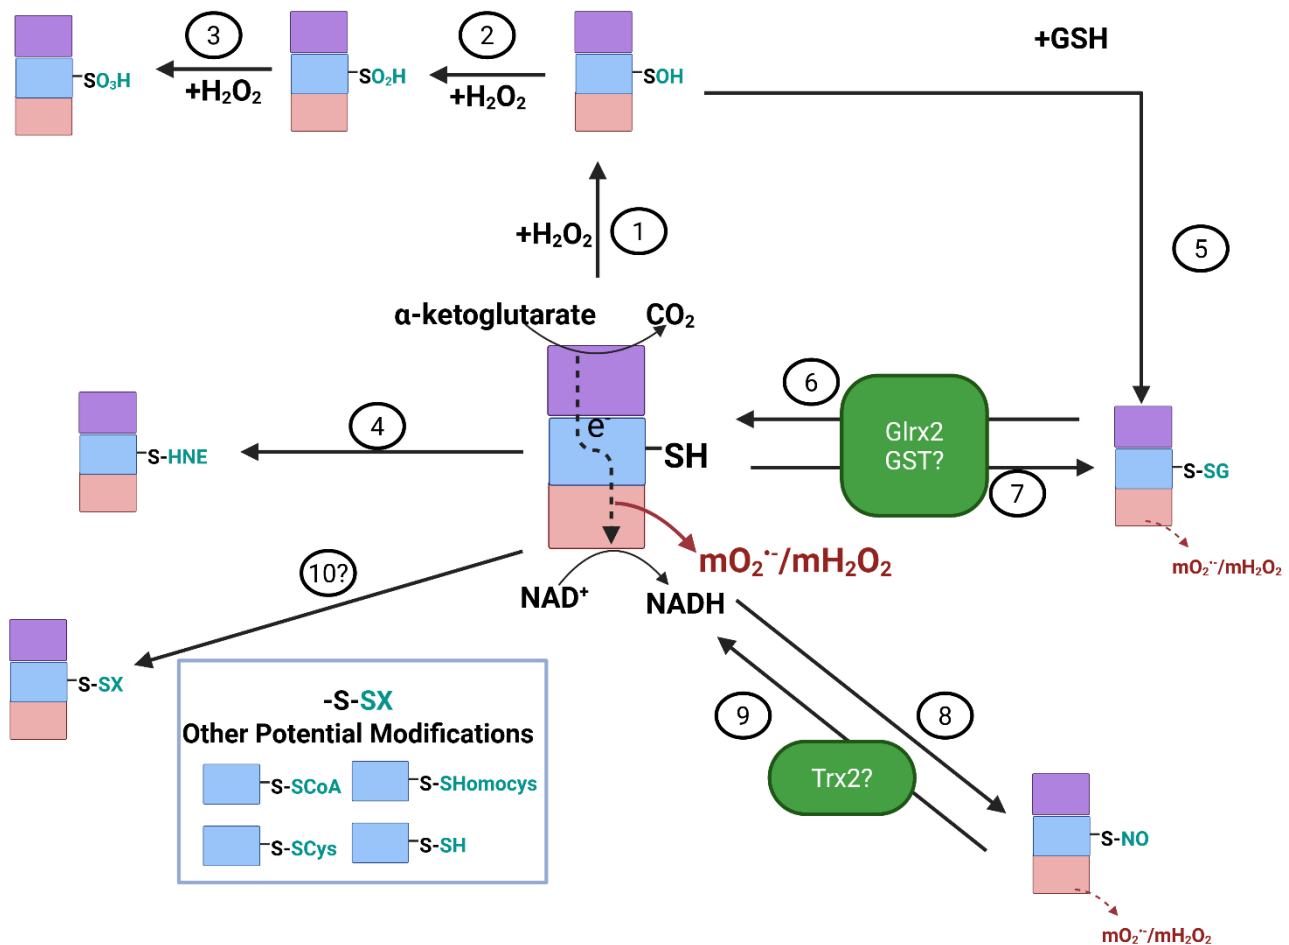 3
2
+GSH
SO₃H
+H₂O₂
SO₂H
+H₂O₂
SOH
+H₂O₂
1
5
α-ketoglutarate
CO₂
6
4
e⁻
Glrx2
GST?
S-HNE
SH
S-SG
7
mO₂·⁻/mH₂O₂
mO₂·⁻/mH₂O₂
10?
NAD⁺
NADH
S-SX
-S-SX
Other Potential Modifications
9
8
S-SCoA
S-SHomocys
Trx2?
S-SCys
S-SH
S-NO
mO₂·⁻/mH₂O₂